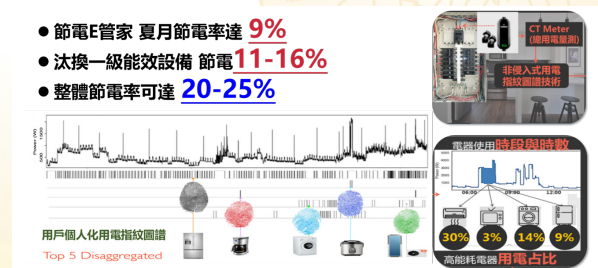 ● 節電E管家 夏月節電率達 9%
● 汰換一級能效設備 節電11-16%
● 整體節電率可達 20-25%
CT Meter
(總用電量測)
非侵入式用電
指紋圖譜技術
Power (W)
500
1000
用戶個人化用電指紋圖譜
Top 5 Disaggregated
電器使用時段與時數
06:00
09:00
12:00
30%
3%
14%
9%
高能耗電器用電占比